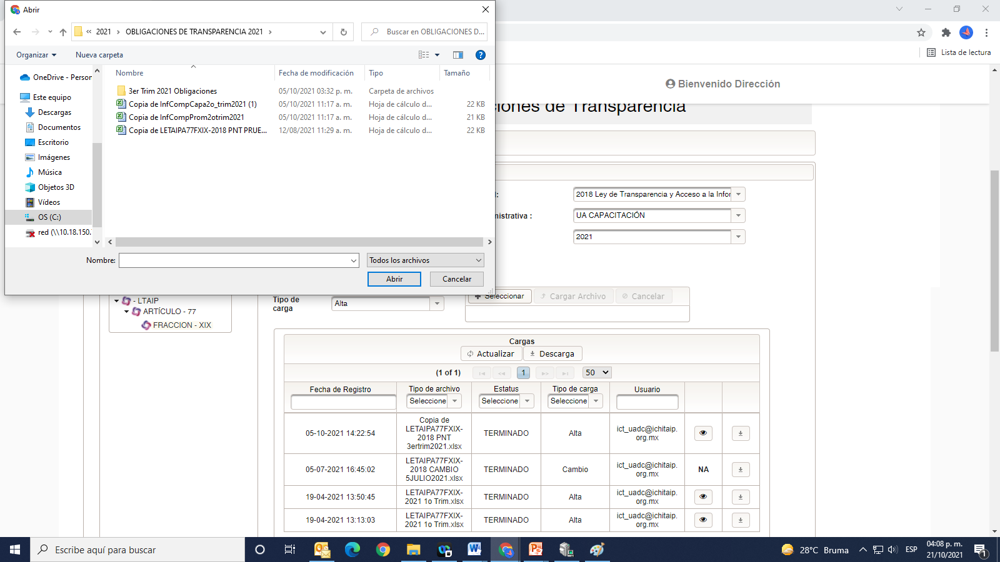 Abrir
« 2021 › OBLIGACIONES DE TRANSPARENCIA 2021 ›
Buscar en OBLIGACIONES D...
Organizar
Nueva carpeta
Nombre
Fecha de modificación
Tipo
Tamaño
OneDrive - Person
Este equipo
Descargas
Documentos
Escritorio
Imágenes
Música
Objetos 3D
Vídeos
OS (C:)
red (\\10.18.150.
3er Trim 2021 Obligaciones 05/10/2021 03:32 p. m. Carpeta de archivos
Copia de InfCompCapa2o_trim2021 (1) 05/10/2021 11:17 a. m. Hoja de cálculo d... 22 KB
Copia de InfCompProm2otrim2021 05/10/2021 11:17 a. m. Hoja de cálculo d... 21 KB
Copia de LETAIPA77FXIX-2018 PNT PRUE... 12/08/2021 11:29 a. m. Hoja de cálculo d... 22 KB
Nombre:
Todos los archivos
Abrir
Cancelar
Lista de lectura
Bienvenido Dirección
iones de Transparencia
2018 Ley de Transparencia y Acceso a la Infor
nistrativa :
UA CAPACITACIÓN
2021
- LTAIP
ARTÍCULO - 77
FRACCION - XIX
Tipo de
carga
Alta
Seleccionar
Cargar Archivo
Cancelar
Cargas
Actualizar
Descarga
(1 of 1)
1
50
Fecha de Registro
Tipo de archivo
Estatus
Tipo de carga
Usuario
Seleccione
Seleccione
Seleccione
05-10-2021 14:22:54
Copia de
LETAIPA77FXIX-
2018 PNT
3ertrim2021.xlsx
TERMINADO
Alta
ict_uadc@ichitaip.
org.mx
05-07-2021 16:45:02
LETAIPA77FXIX-
2018 CAMBIO
5JULIO2021.xlsx
TERMINADO
Cambio
ict_uadc@ichitaip.
org.mx
NA
19-04-2021 13:50:45
LETAIPA77FXIX-
2021 1o Trim.xlsx
TERMINADO
Alta
ict_uadc@ichitaip.
org.mx
19-04-2021 13:13:03
LETAIPA77FXIX-
2021 1o Trim.xlsx
TERMINADO
Alta
ict_uadc@ichitaip.
org.mx
Escribe aquí para buscar
28°C Bruma
ESP
04:08 p. m.
21/10/2021
1